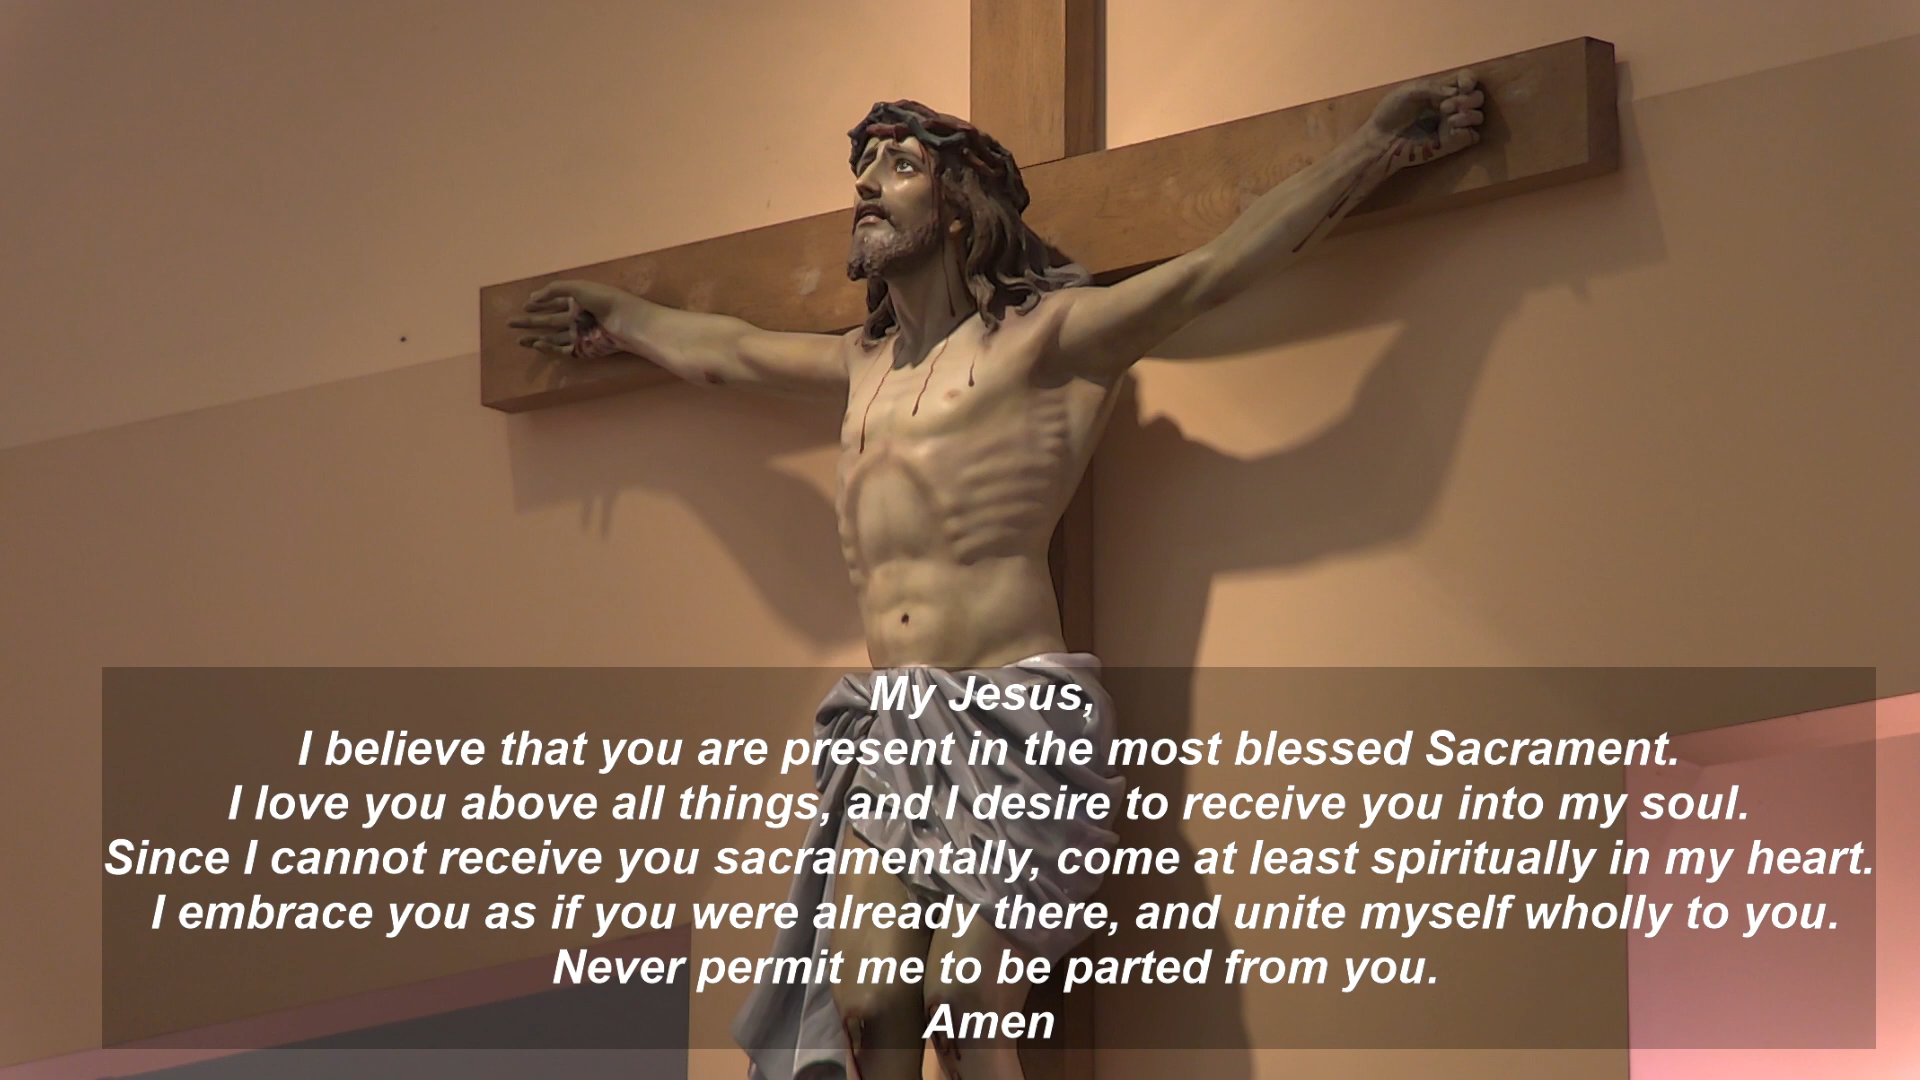 My Jesus,
I believe that you are present in the most blessed Sacrament.
I love you above all things, and I desire to receive you into my soul.
Since I cannot receive you sacramentally, come at least spiritually in my heart.
I embrace you as if you were already there, and unite myself wholly to you.
Never permit me to be parted from you.
Amen